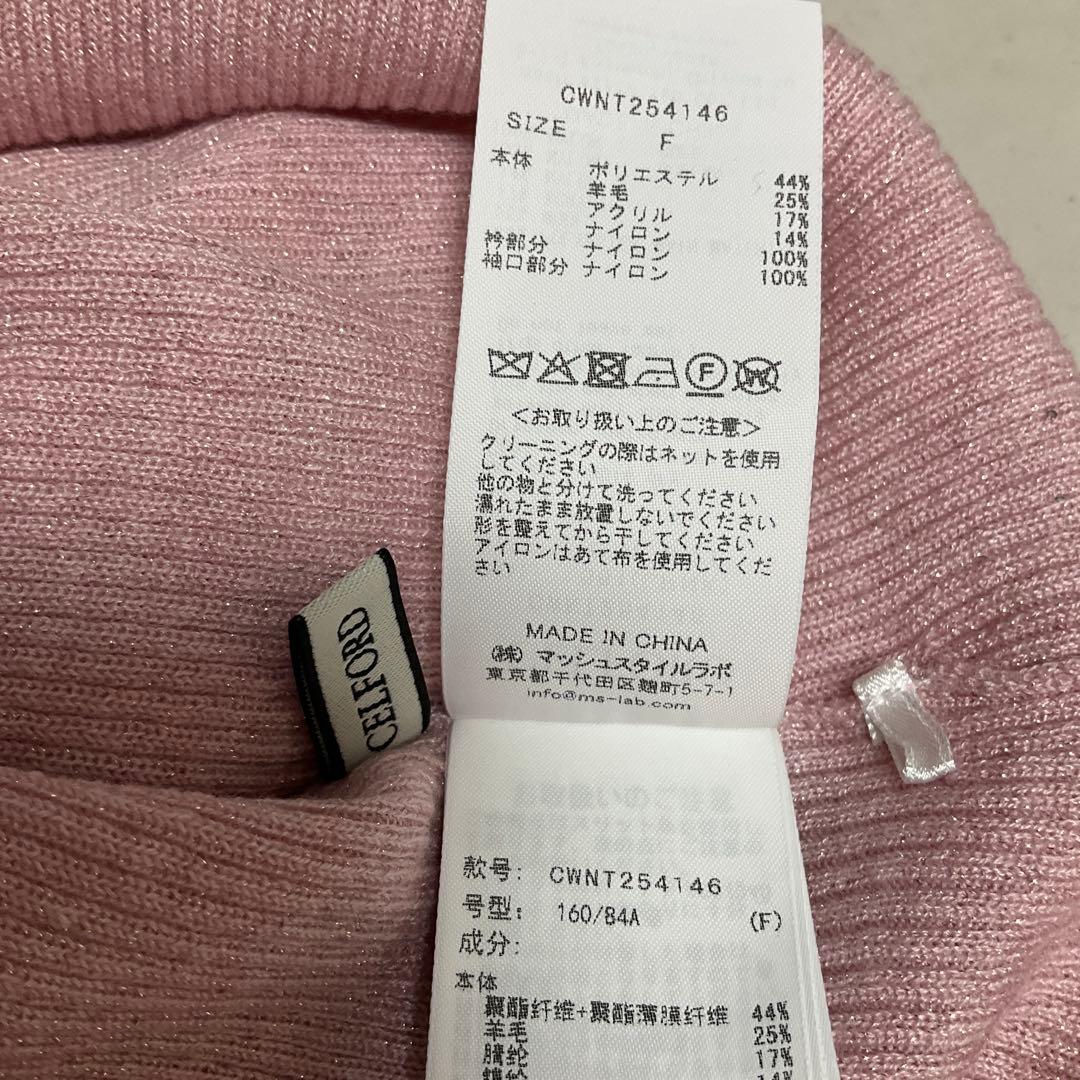 CWNT254146
SIZE F
本体 ポリエステル 44%
羊毛 25%
アクリル 17%
ナイロン 14%
衿部分 ナイロン 100%
袖口部分 ナイロン 100%
F
W
<お取り扱い上のご注意>
クリーニングの際はネットを使用
してください
他の物と分けて洗ってください
濡れたまま放置しないでください
形を整えてから干してください
アイロンはあて布を使用してくだ
さい
MADE IN CHINA
(株) マッシュスタイルラボ
東京都千代田区麹町5-7-1
info@ms-lab.com
CELFORD
款号: CWNT254146
号型: 160/84A (F)
成分:
本体
聚酯纤维+聚酯薄膜纤维 44%
羊毛 25%
腈纶 17%
锦纶 14%